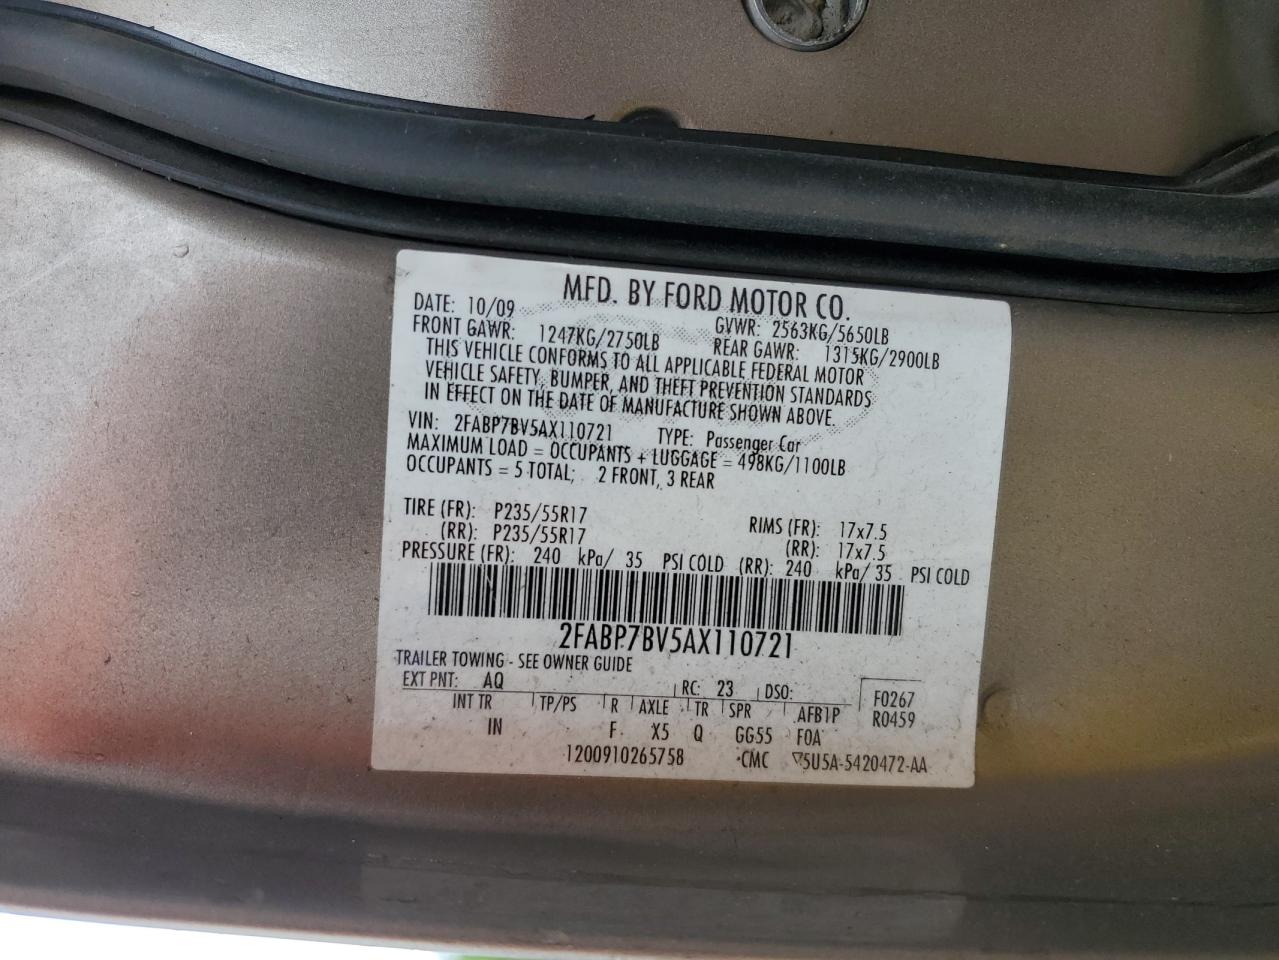 MFD. BY FORD MOTOR CO.
DATE: 10/09 GVWR: 2563KG/5650LB
FRONT GAWR: 1247KG/2750LB REAR GAWR: 1315KG/2900LB
THIS VEHICLE CONFORMS TO ALL APPLICABLE FEDERAL MOTOR
VEHICLE SAFETY, BUMPER, AND THEFT PREVENTION STANDARDS
IN EFFECT ON THE DATE OF MANUFACTURE SHOWN ABOVE.
VIN: 2FABP7BV5AX110721 TYPE: Passenger Car
MAXIMUM LOAD = OCCUPANTS + LUGGAGE = 498KG/1100LB
OCCUPANTS = 5 TOTAL; 2 FRONT, 3 REAR
TIRE (FR): P235/55R17 RIMS (FR): 17x7.5
(RR): P235/55R17 (RR): 17x7.5
PRESSURE (FR): 240 kPa/ 35 PSI COLD (RR): 240 kPa/ 35 PSI COLD
2FABP7BV5AX110721
TRAILER TOWING - SEE OWNER GUIDE
EXT PNT: AQ RC: 23 DSO: F0267
INT TR TP/PS R AXLE TR SPR AFB1P R0459
IN F X5 Q GG55 F0A
1200910265758 CMC ▽5U5A-5420472-AA